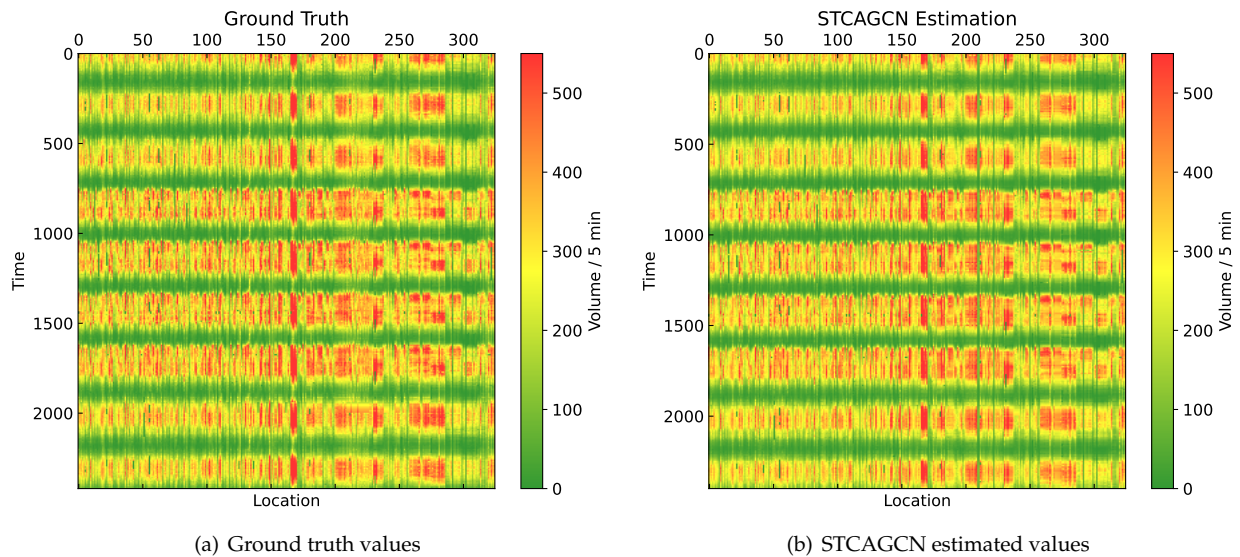 Ground Truth
0 50 100 150 200 250 300
0
500
1000
1500
2000
Time
Location
500
400
300
200
100
0
Volume / 5 min
(a) Ground truth values
STCAGCN Estimation
0 50 100 150 200 250 300
0
500
1000
1500
2000
Time
Location
500
400
300
200
100
0
Volume / 5 min
(b) STCAGCN estimated values